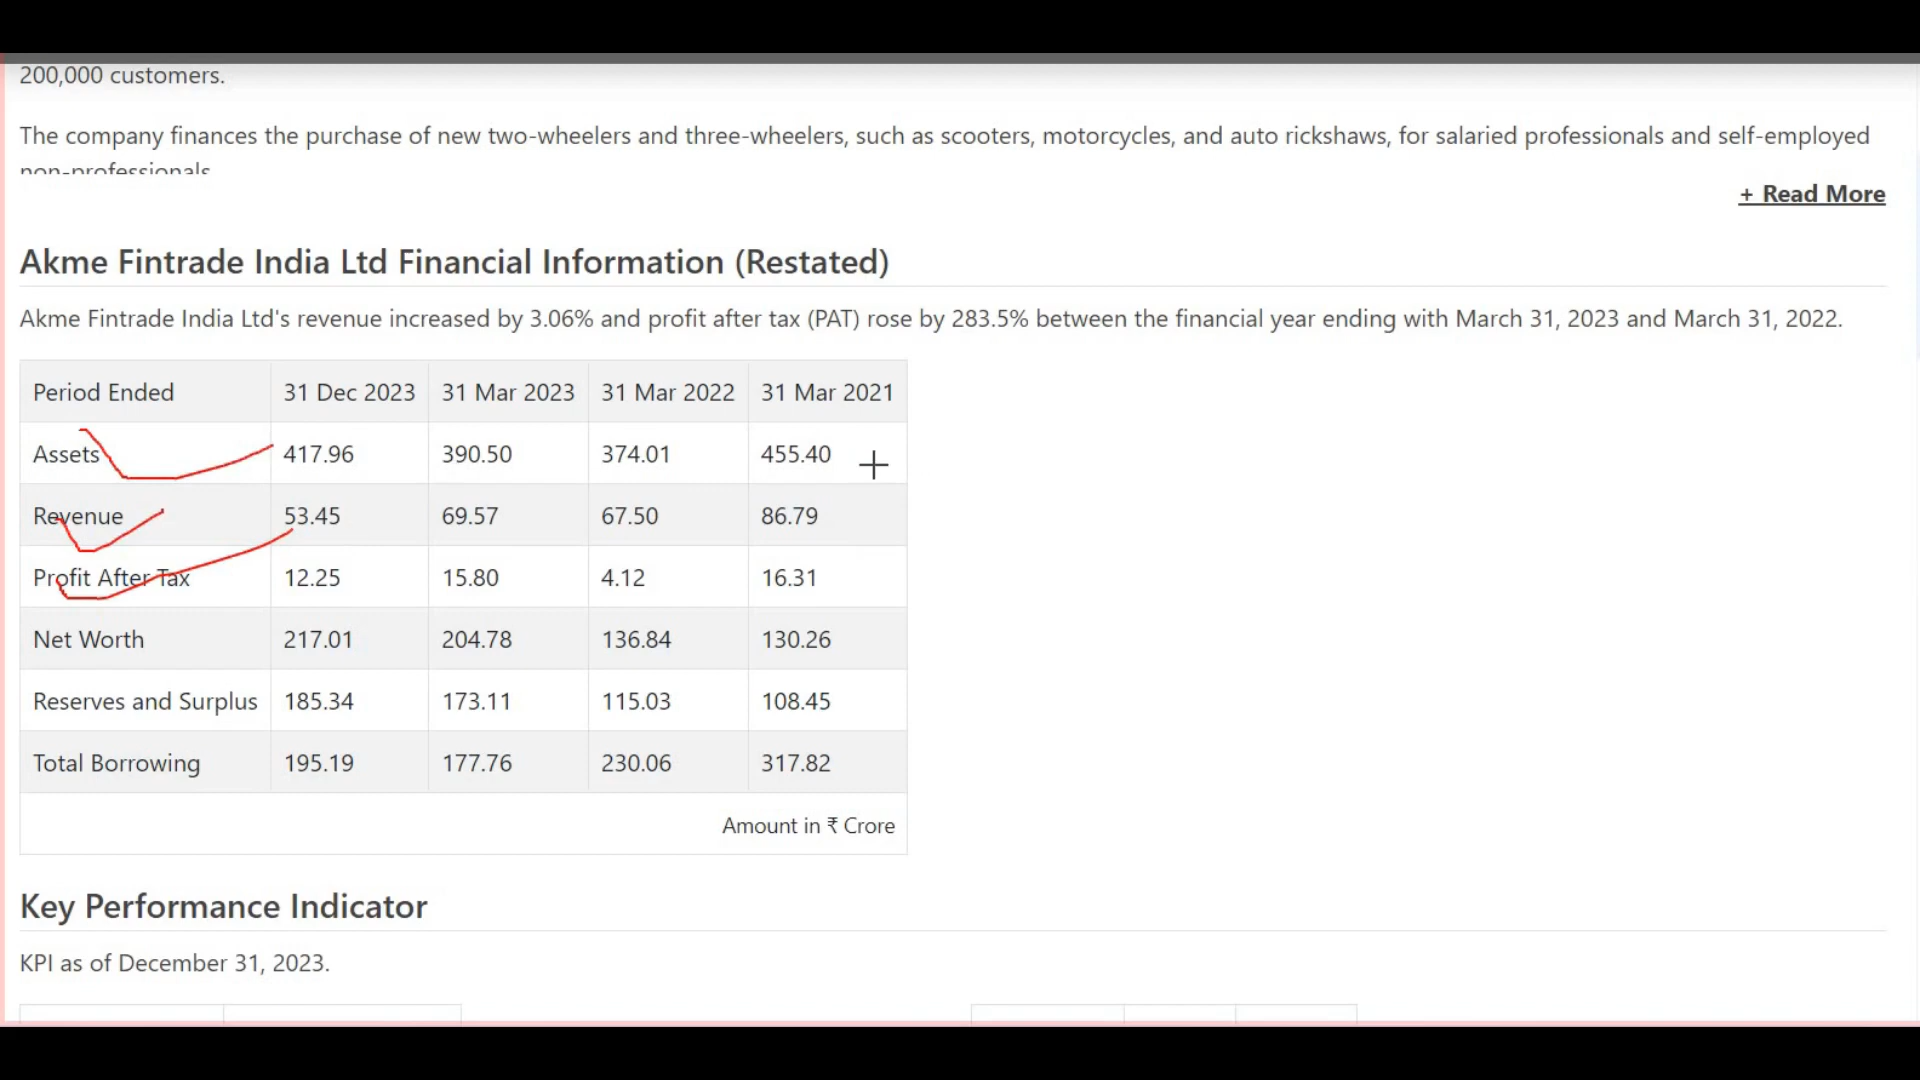 200,000 customers.
The company finances the purchase of new two-wheelers and three-wheelers, such as scooters, motorcycles, and auto rickshaws, for salaried professionals and self-employed
non-professionals
+ Read More
Akme Fintrade India Ltd Financial Information (Restated)
Akme Fintrade India Ltd's revenue increased by 3.06% and profit after tax (PAT) rose by 283.5% between the financial year ending with March 31, 2023 and March 31, 2022.
Period Ended 31 Dec 2023 31 Mar 2023 31 Mar 2022 31 Mar 2021
Assets 417.96 390.50 374.01 455.40
Revenue 53.45 69.57 67.50 86.79
Profit After Tax 12.25 15.80 4.12 16.31
Net Worth 217.01 204.78 136.84 130.26
Reserves and Surplus 185.34 173.11 115.03 108.45
Total Borrowing 195.19 177.76 230.06 317.82
Amount in ₹ Crore
Key Performance Indicator
KPI as of December 31, 2023.